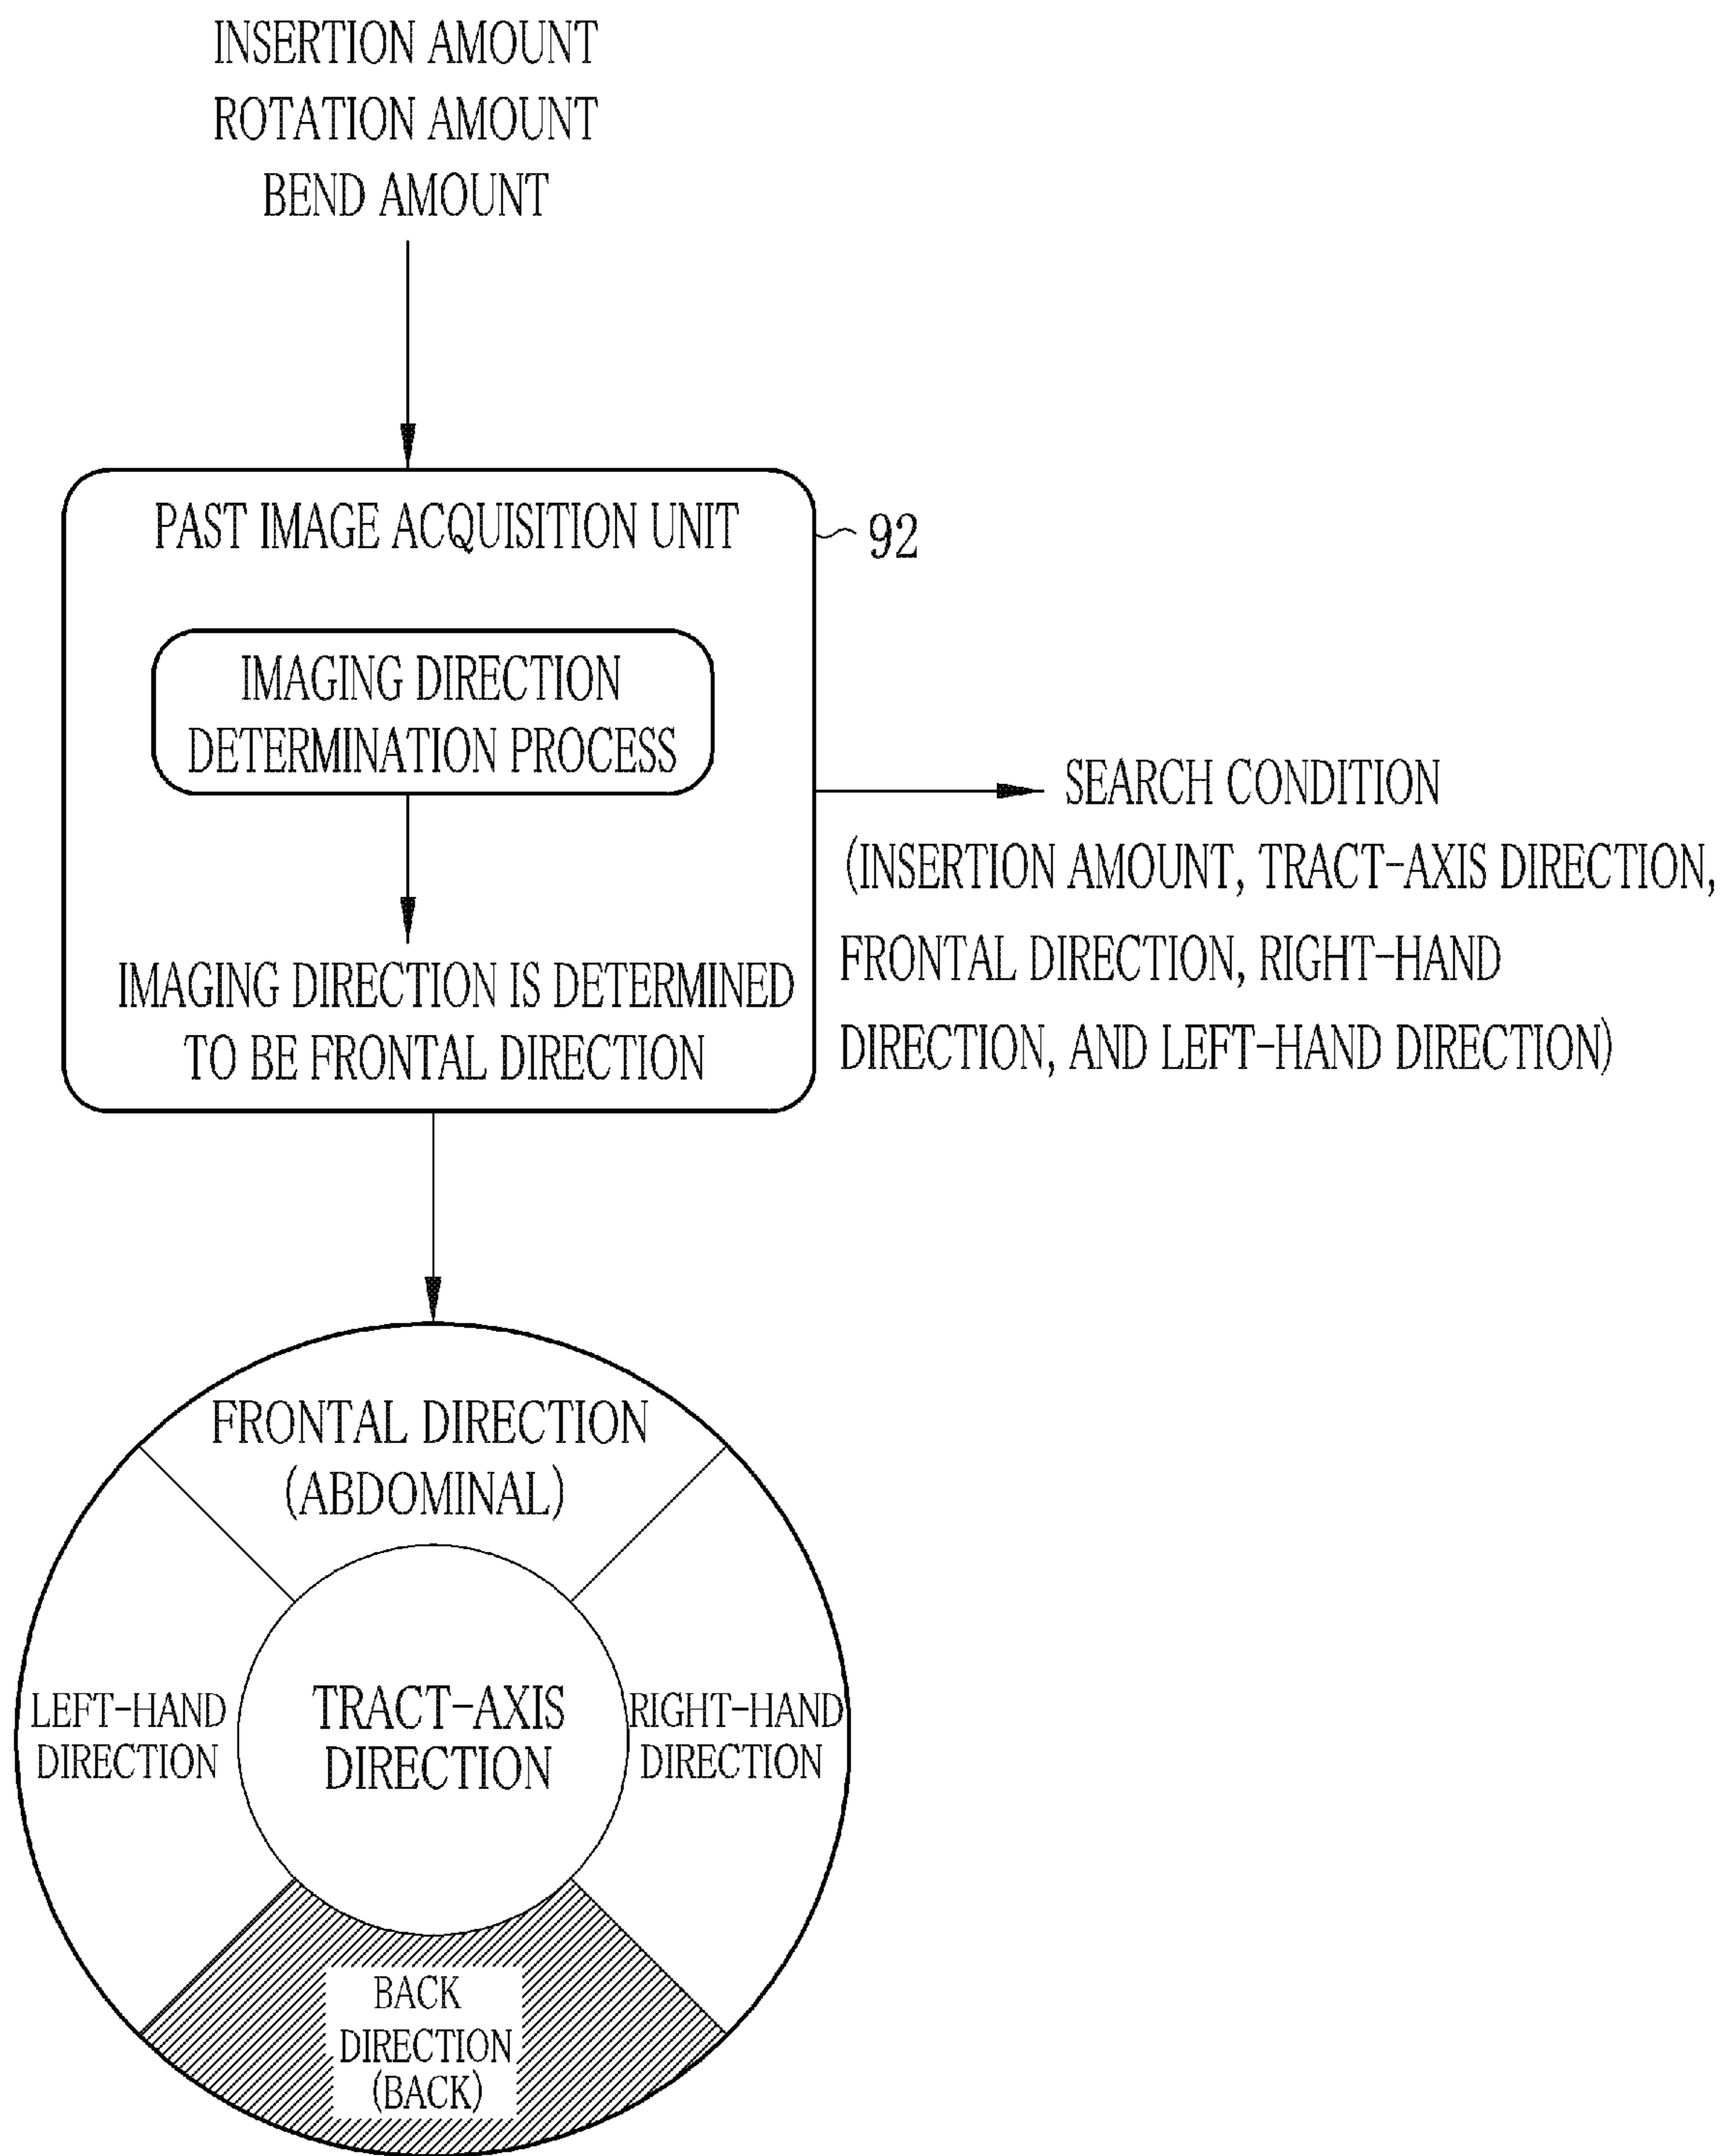 INSERTION AMOUNT
ROTATION AMOUNT
BEND AMOUNT
PAST IMAGE ACQUISITION UNIT
92
IMAGING DIRECTION
DETERMINATION PROCESS
IMAGING DIRECTION IS DETERMINED
TO BE FRONTAL DIRECTION
SEARCH CONDITION
(INSERTION AMOUNT, TRACT-AXIS DIRECTION,
FRONTAL DIRECTION, RIGHT-HAND
DIRECTION, AND LEFT-HAND DIRECTION)
FRONTAL DIRECTION
(ABDOMINAL)
LEFT-HAND
DIRECTION
TRACT-AXIS
DIRECTION
RIGHT-HAND
DIRECTION
BACK
DIRECTION
(BACK)